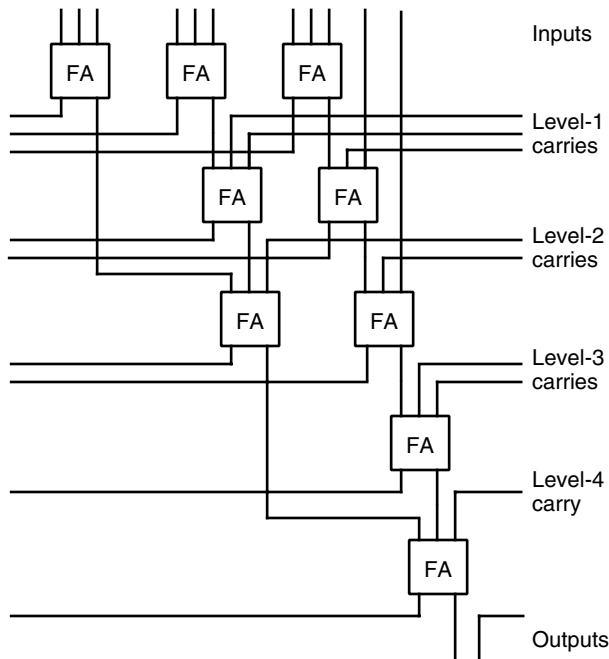 Inputs
FA FA FA
Level-1
carries
FA FA
Level-2
carries
FA FA
Level-3
carries
FA
Level-4
carry
FA
Outputs